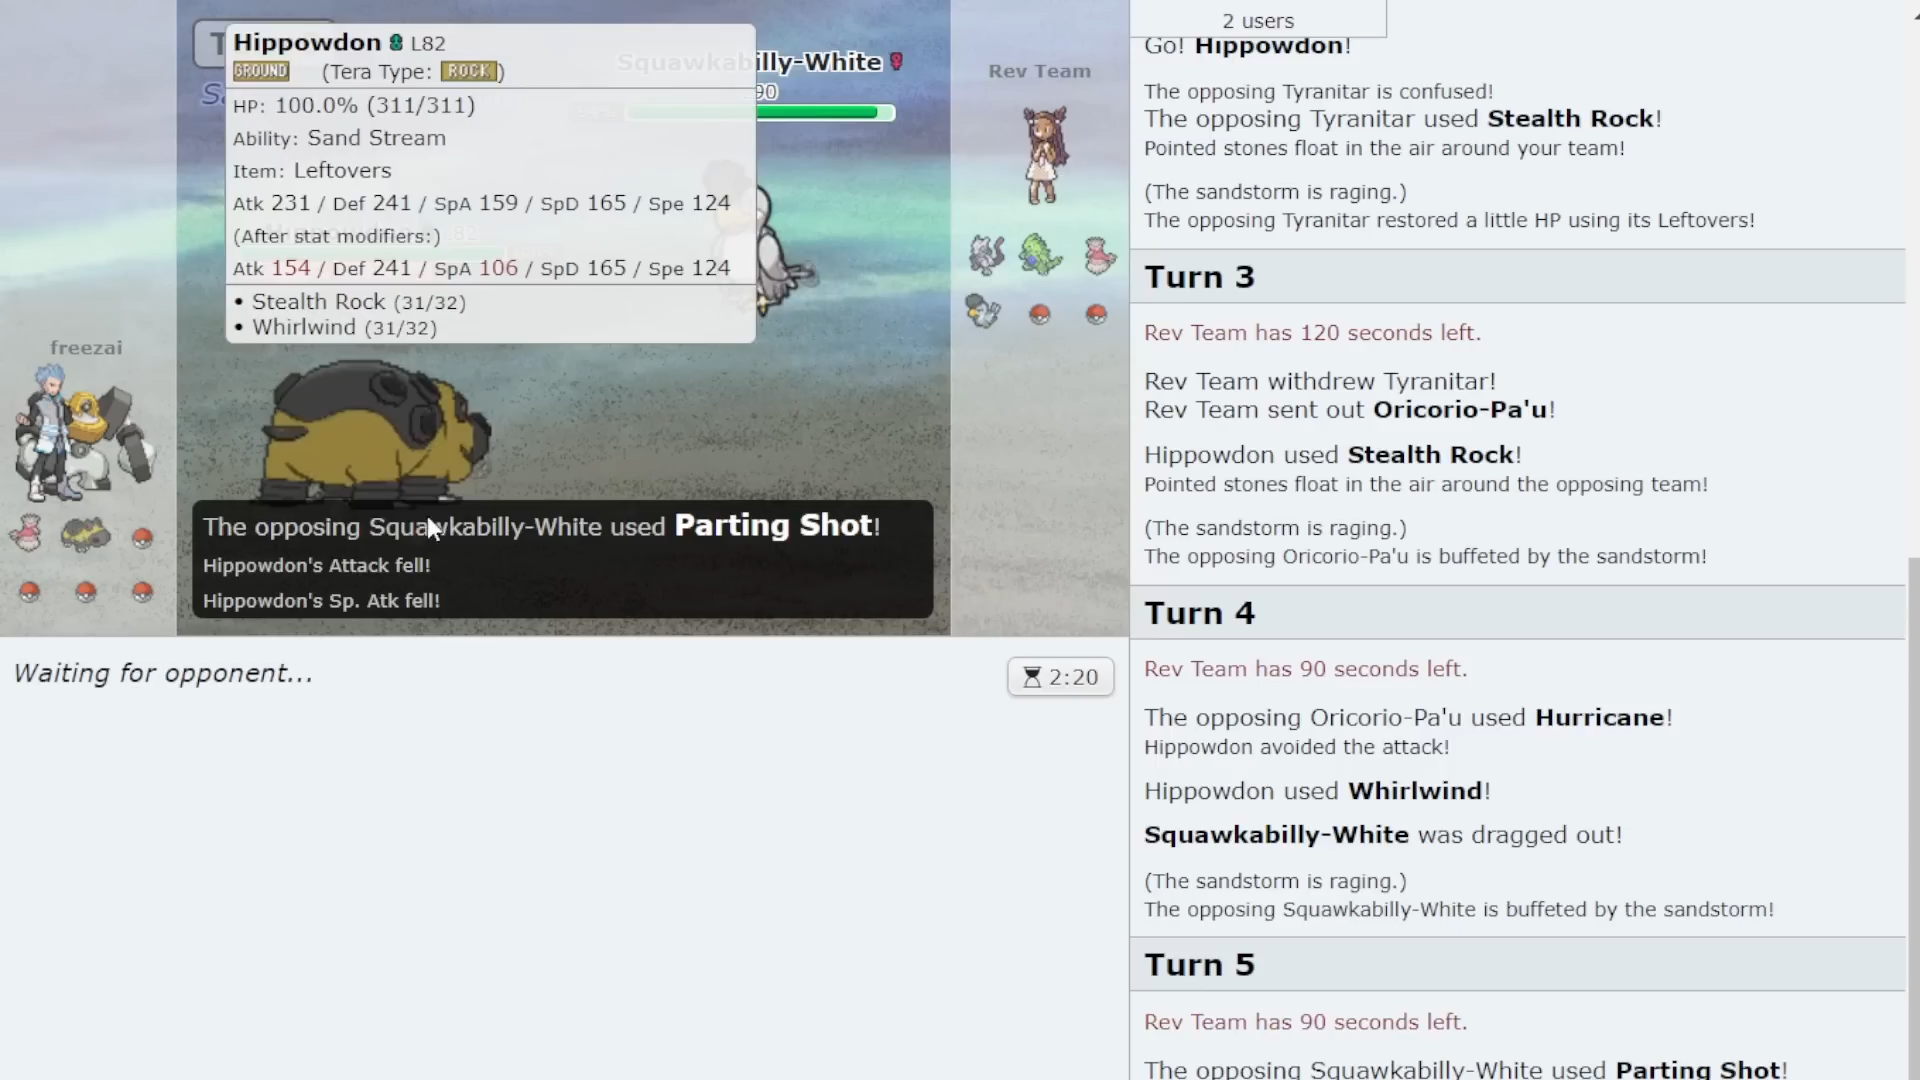 Hippowdon L82
GROUND (Tera Type: ROCK)
HP: 100.0% (311/311)
Ability: Sand Stream
Item: Leftovers
Atk 231 / Def 241 / SpA 159 / SpD 165 / Spe 124
(After stat modifiers:)
Atk 154 / Def 241 / SpA 106 / SpD 165 / Spe 124
• Stealth Rock (31/32)
• Whirlwind (31/32)
Squawkabilly-White
90
Rev Team
freezai
The opposing Squawkabilly-White used Parting Shot!
Hippowdon's Attack fell!
Hippowdon's Sp. Atk fell!
Waiting for opponent...
2:20
2 users
Go! Hippowdon!
The opposing Tyranitar is confused!
The opposing Tyranitar used Stealth Rock!
Pointed stones float in the air around your team!
(The sandstorm is raging.)
The opposing Tyranitar restored a little HP using its Leftovers!
Turn 3
Rev Team has 120 seconds left.
Rev Team withdrew Tyranitar!
Rev Team sent out Oricorio-Pa'u!
Hippowdon used Stealth Rock!
Pointed stones float in the air around the opposing team!
(The sandstorm is raging.)
The opposing Oricorio-Pa'u is buffeted by the sandstorm!
Turn 4
Rev Team has 90 seconds left.
The opposing Oricorio-Pa'u used Hurricane!
Hippowdon avoided the attack!
Hippowdon used Whirlwind!
Squawkabilly-White was dragged out!
(The sandstorm is raging.)
The opposing Squawkabilly-White is buffeted by the sandstorm!
Turn 5
Rev Team has 90 seconds left.
The opposing Squawkabilly-White used Parting Shot!